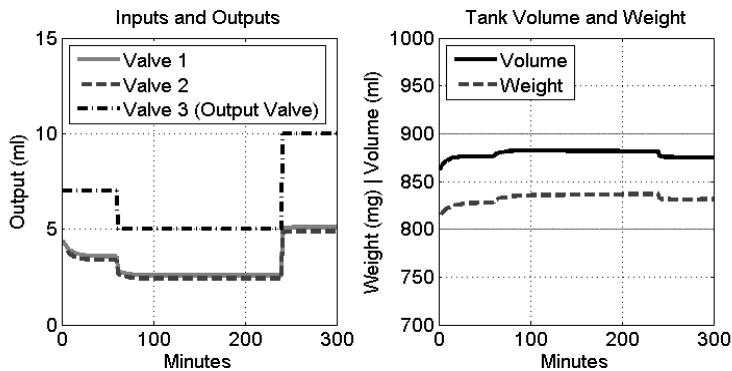 Inputs and Outputs
Output (ml)
15
10
5
0
Valve 1
Valve 2
Valve 3 (Output Valve)
0 100 200 300
Minutes
Tank Volume and Weight
Weight (mg) | Volume (ml)
1000
950
900
850
800
750
700
Volume
Weight
0 100 200 300
Minutes